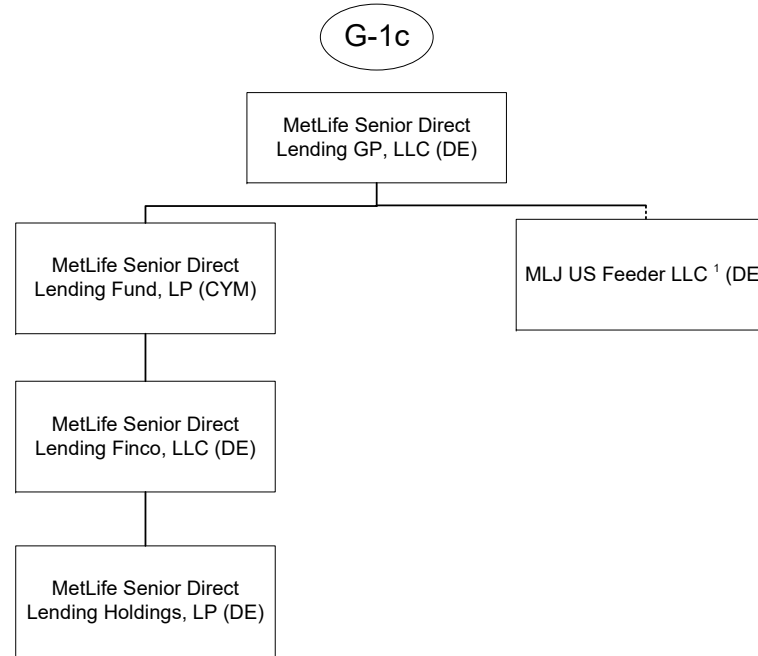 G-1c
MetLife Senior Direct
Lending GP, LLC (DE)
MetLife Senior Direct
Lending Fund, LP (CYM)
MLJ US Feeder LLC ¹ (DE
MetLife Senior Direct
Lending Finco, LLC (DE)
MetLife Senior Direct
Lending Holdings, LP (DE)